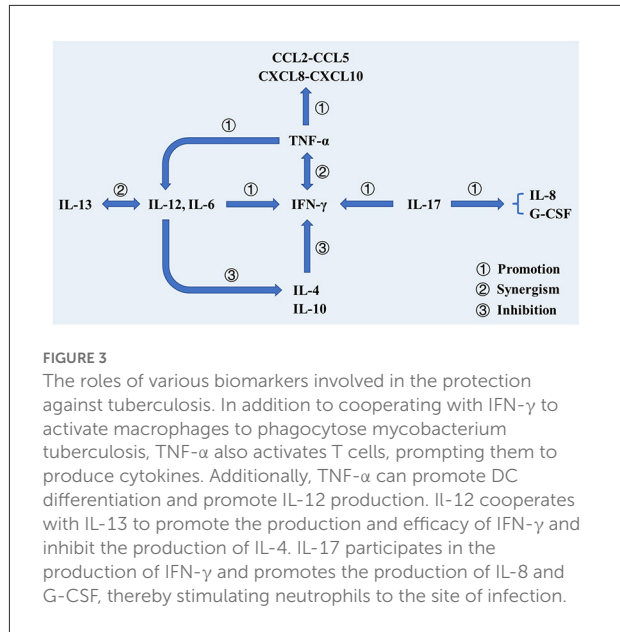 CCL2-CCL5
CXCL8-CXCL10
①
① TNF-α
②
IL-13 ② IL-12, IL-6 ① IFN-γ ① IL-17 ① IL-8
G-CSF
③
③ IL-4
IL-10
① Promotion
② Synergism
③ Inhibition
FIGURE 3
The roles of various biomarkers involved in the protection
against tuberculosis. In addition to cooperating with IFN-γ to
activate macrophages to phagocytose mycobacterium
tuberculosis, TNF-α also activates T cells, prompting them to
produce cytokines. Additionally, TNF-α can promote DC
differentiation and promote IL-12 production. Il-12 cooperates
with IL-13 to promote the production and efficacy of IFN-γ and
inhibit the production of IL-4. IL-17 participates in the
production of IFN-γ and promotes the production of IL-8 and
G-CSF, thereby stimulating neutrophils to the site of infection.